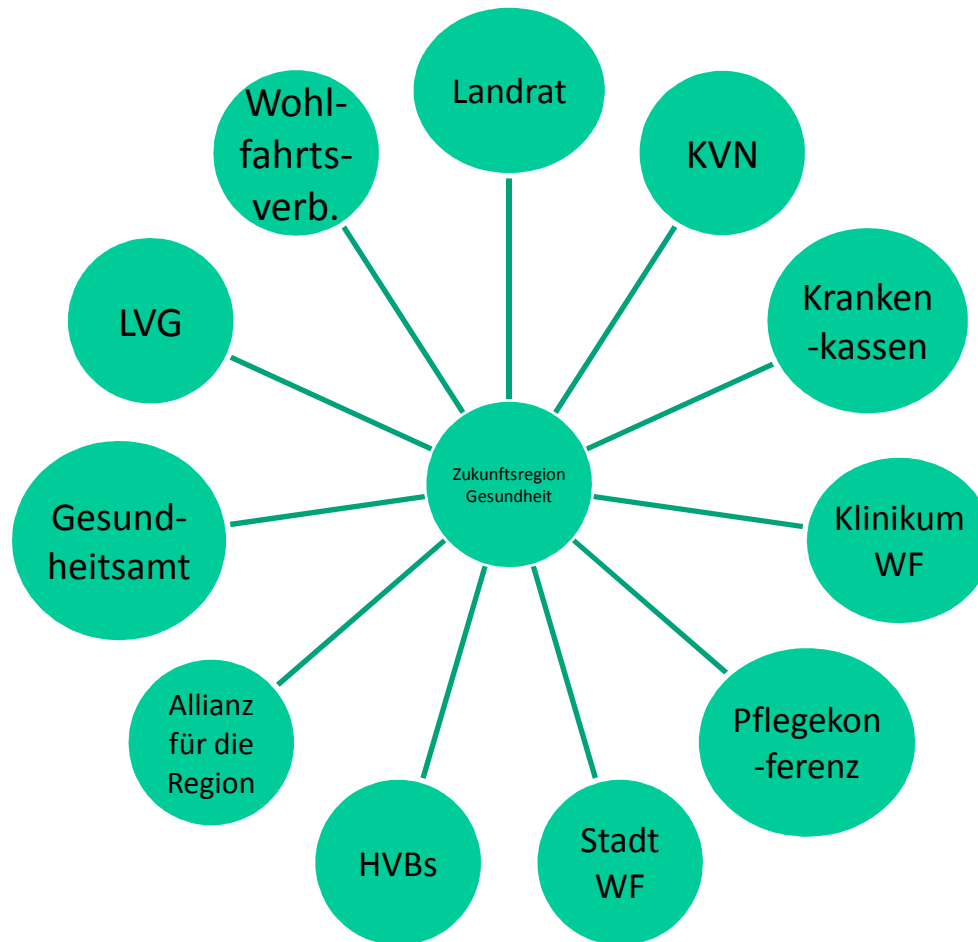 Landrat
KVN
Kranken
-kassen
Klinikum
WF
Pflegekon
-ferenz
Stadt
WF
HVBs
Allianz
für die
Region
Gesund-
heitsamt
LVG
Wohl-
fahrts-
verb.
Zukunftsregion
Gesundheit